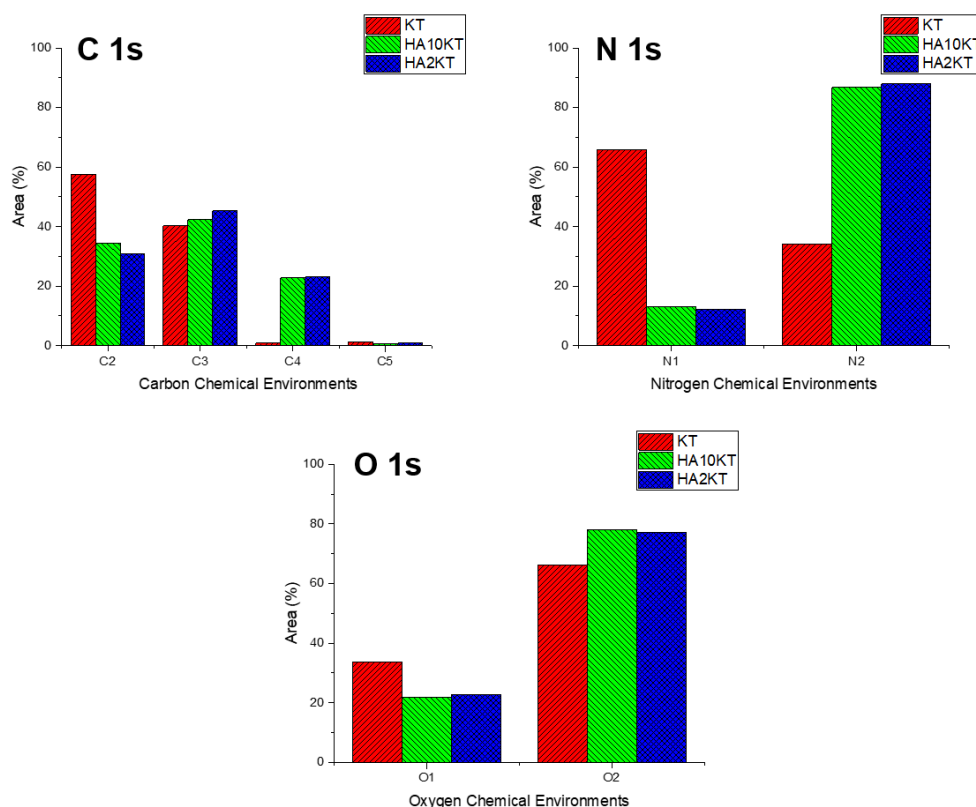 C 1s
KT
HA10KT
HA2KT
100
80
60
40
20
0
Area (%)
C2 C3 C4 C5
Carbon Chemical Environments
N 1s
KT
HA10KT
HA2KT
100
80
60
40
20
0
Area (%)
N1 N2
Nitrogen Chemical Environments
O 1s
KT
HA10KT
HA2KT
100
80
60
40
20
0
Area (%)
O1 O2
Oxygen Chemical Environments